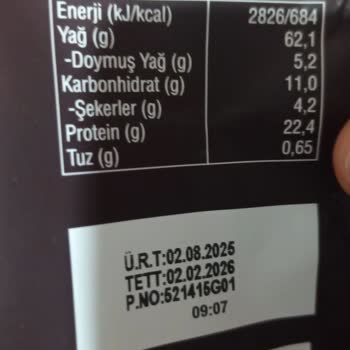 Enerji (kJ/kcal) 2826/684
Yağ (g) 62,1
-Doymuş Yağ (g) 5,2
Karbonhidrat (g) 11,0
-Şekerler (g) 4,2
Protein (g) 22,4
Tuz (g) 0,65
Ü.R.T:02.08.2025
TETT:02.02.2026
P.NO:521415G01
09:07